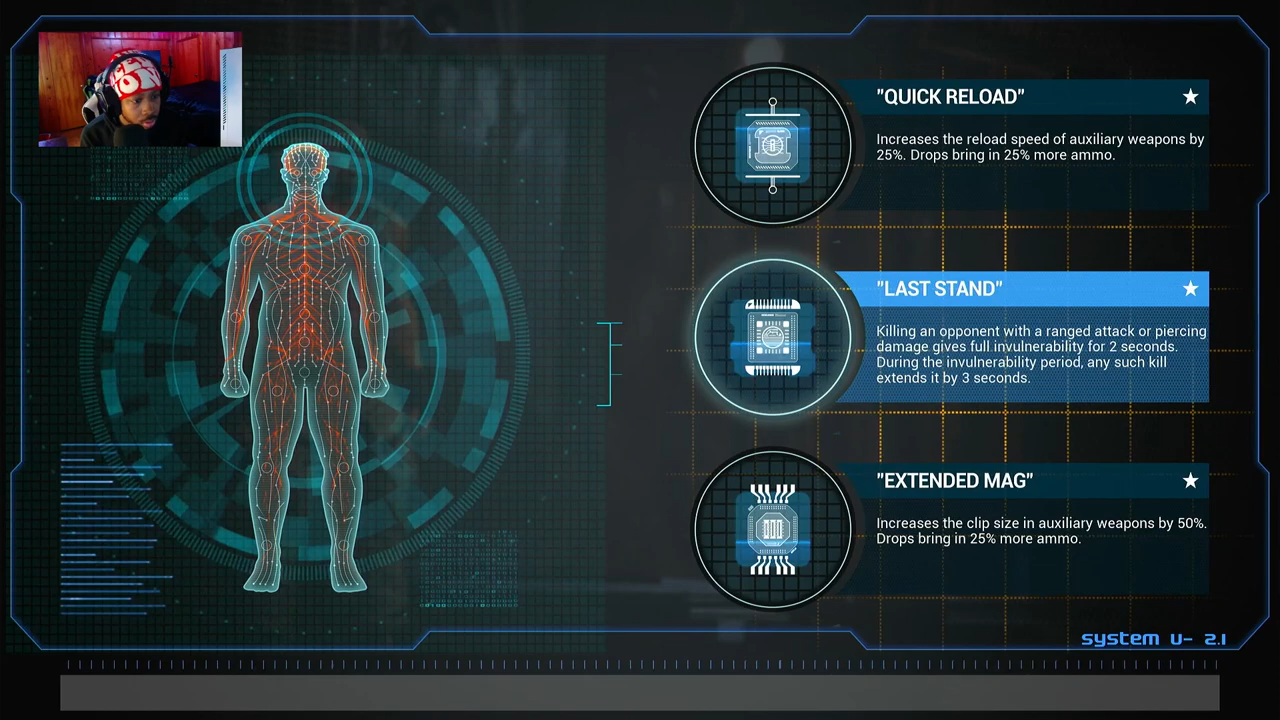 "QUICK RELOAD"
Increases the reload speed of auxiliary weapons by
25%. Drops bring in 25% more ammo.
"LAST STAND"
Killing an opponent with a ranged attack or piercing
damage gives full invulnerability for 2 seconds.
During the invulnerability period, any such kill
extends it by 3 seconds.
"EXTENDED MAG"
Increases the clip size in auxiliary weapons by 50%.
Drops bring in 25% more ammo.
system U- 2.1